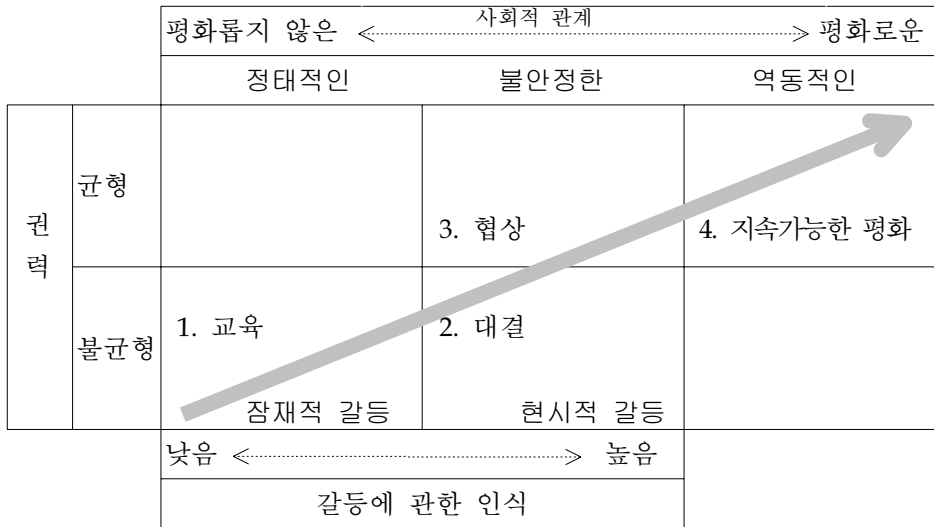 사회적 관계
평화롭지 않은 <······> 평화로운
정태적인 불안정한 역동적인
권력
균형
3. 협상 4. 지속가능한 평화
불균형
1. 교육 2. 대결
잠재적 갈등 현시적 갈등
낮음 <······> 높음
갈등에 관한 인식